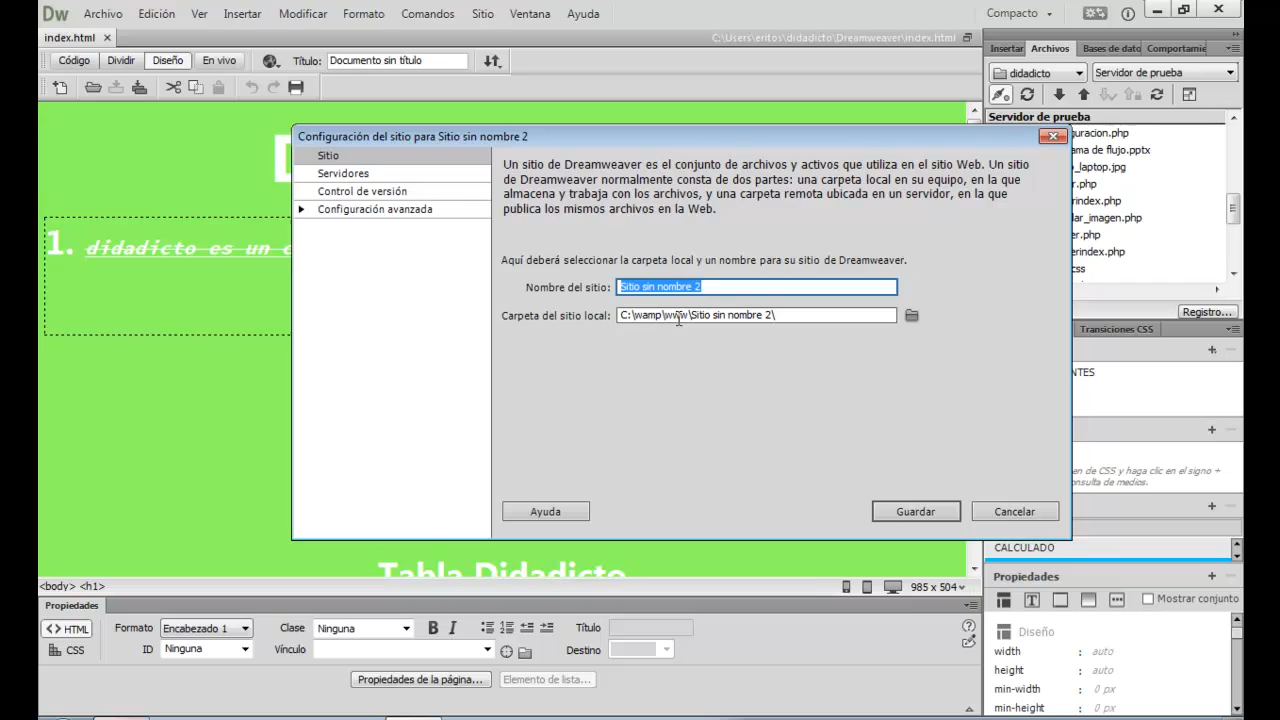 Dw Archivo Edición Ver Insertar Modificar Formato Comandos Sitio Ventana Ayuda Compacto
index.html × C:\Users\eritos\didadicto\Dreamweaver\index.html
Código Dividir Diseño En vivo Título: Documento sin título
Insertar Archivos Bases de dato Comportamie
didadicto Servidor de prueba
Servidor de prueba
guracion.php
ama de flujo.pptx
_laptop.jpg
r.php
rindex.php
lar_imagen.php
er.php
erindex.php
css
Registro...
Transiciones CSS
NTES
en de CSS y haga clic en el signo +
nsulta de medios.
CALCULADO
Configuración del sitio para Sitio sin nombre 2
Sitio
Servidores
Control de versión
Configuración avanzada
Un sitio de Dreamweaver es el conjunto de archivos y activos que utiliza en el sitio Web. Un sitio
de Dreamweaver normalmente consta de dos partes: una carpeta local en su equipo, en la que
almacena y trabaja con los archivos, y una carpeta remota ubicada en un servidor, en la que
publica los mismos archivos en la Web.
Aquí deberá seleccionar la carpeta local y un nombre para su sitio de Dreamweaver.
Nombre del sitio: Sitio sin nombre 2
Carpeta del sitio local: C:\wamp\www\Sitio sin nombre 2\
Ayuda Guardar Cancelar
1. didadicto es un
Tabla Didadicto
<body> <h1> 985 x 504
Propiedades
<> HTML Formato Encabezado 1 Clase Ninguna B I Título
CSS ID Ninguna Vínculo Destino
Propiedades de la página... Elemento de lista...
Propiedades
Mostrar conjunto
Diseño
width : auto
height : auto
min-width : 0 px
min-height : 0 px